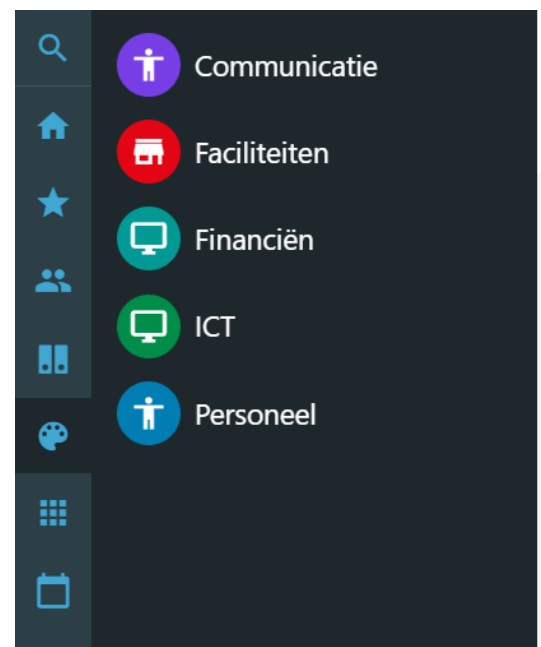 Communicatie
Faciliteiten
Financiën
ICT
Personeel